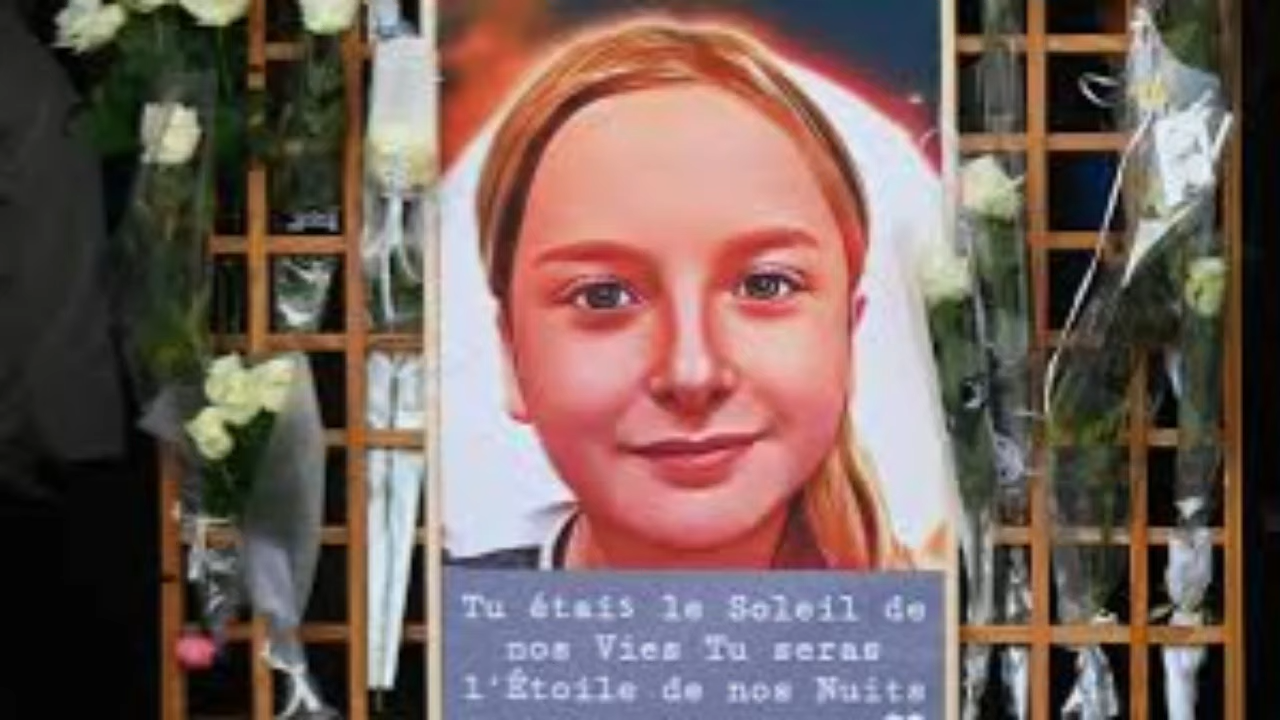 Tu étais le Soleil de
nos Vies Tu seras
l'Étoile de nos Nuits